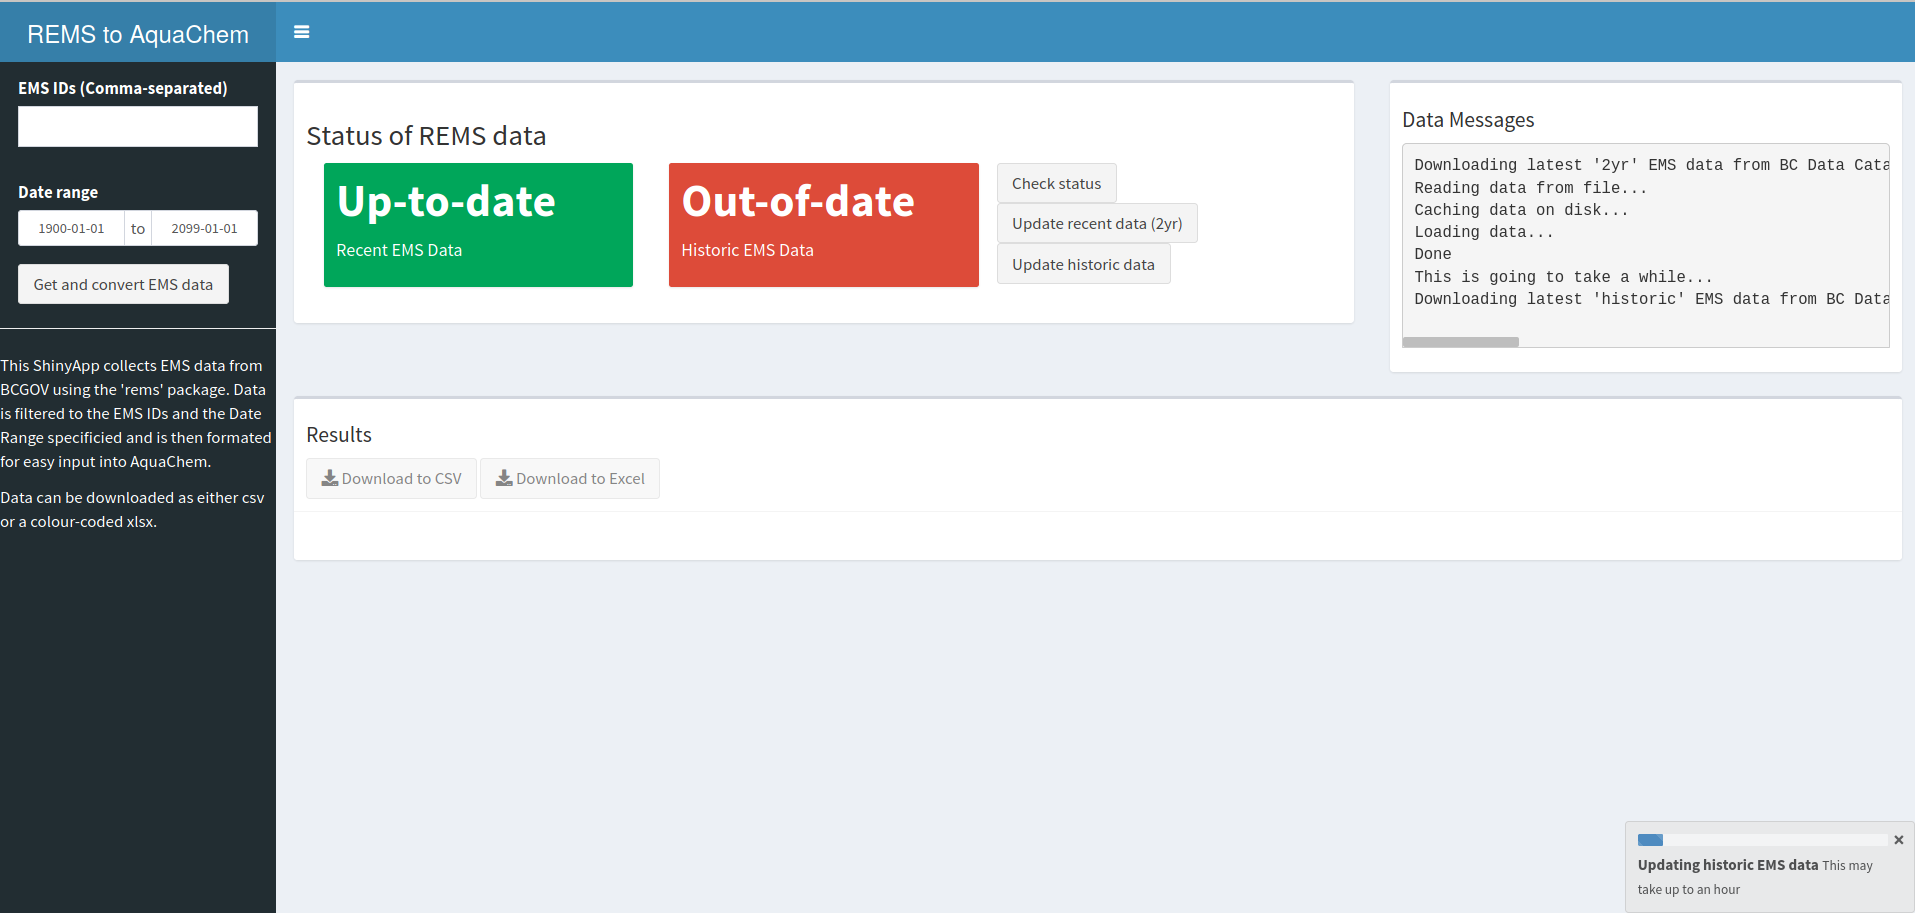 REMS to AquaChem
EMS IDs (Comma-separated)
Date range
1900-01-01 to 2099-01-01
Get and convert EMS data
This ShinyApp collects EMS data from
BCGOV using the 'rems' package. Data
is filtered to the EMS IDs and the Date
Range specificied and is then formated
for easy input into AquaChem.
Data can be downloaded as either csv
or a colour-coded xlsx.
Status of REMS data
Up-to-date
Recent EMS Data
Out-of-date
Historic EMS Data
Check status
Update recent data (2yr)
Update historic data
Data Messages
Downloading latest '2yr' EMS data from BC Data Cata
Reading data from file...
Caching data on disk...
Loading data...
Done
This is going to take a while...
Downloading latest 'historic' EMS data from BC Data
Results
Download to CSV
Download to Excel
Updating historic EMS data This may
take up to an hour